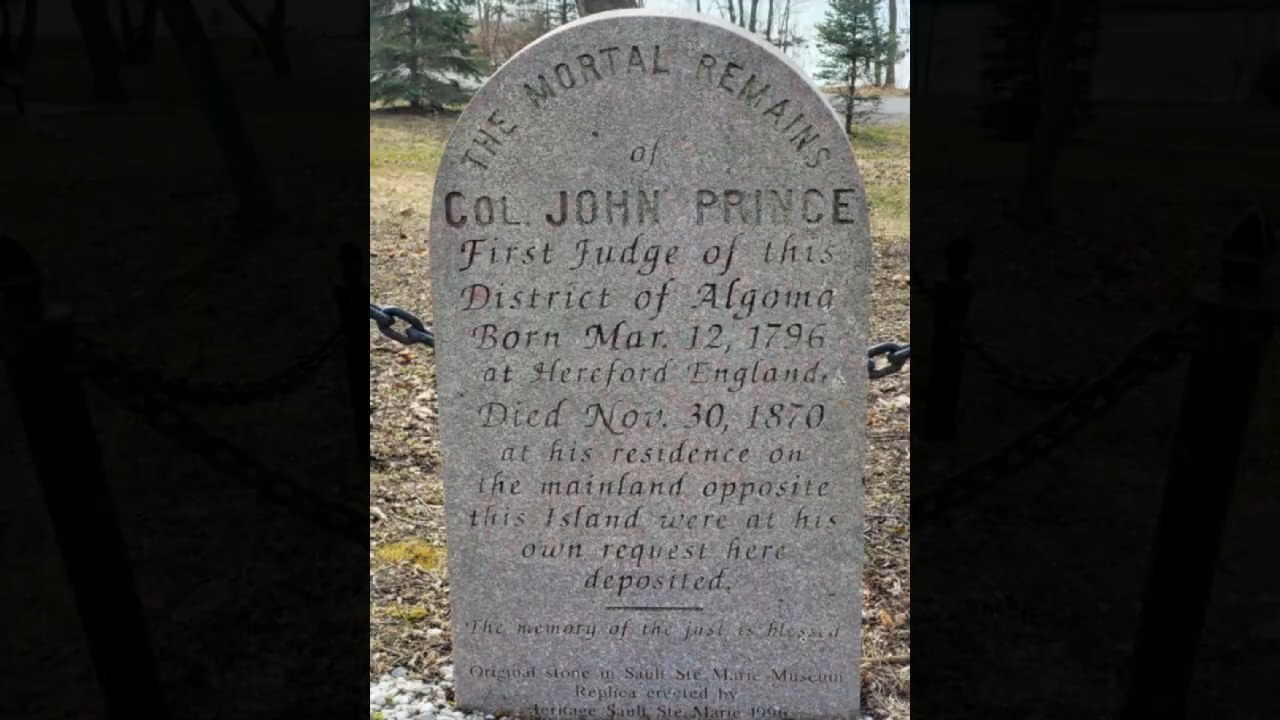 THE MORTAL REMAINS
of
COL. JOHN PRINCE
First Judge of this
District of Algoma
Born Mar. 12, 1796
at Hereford England.
Died Nov. 30, 1870
at his residence on
the mainland opposite
this Island were at his
own request here
deposited.
The memory of the just is blessed
Original stone in Sault Ste. Marie Museum
Replica erected by
Heritage Sault Ste. Marie 1996